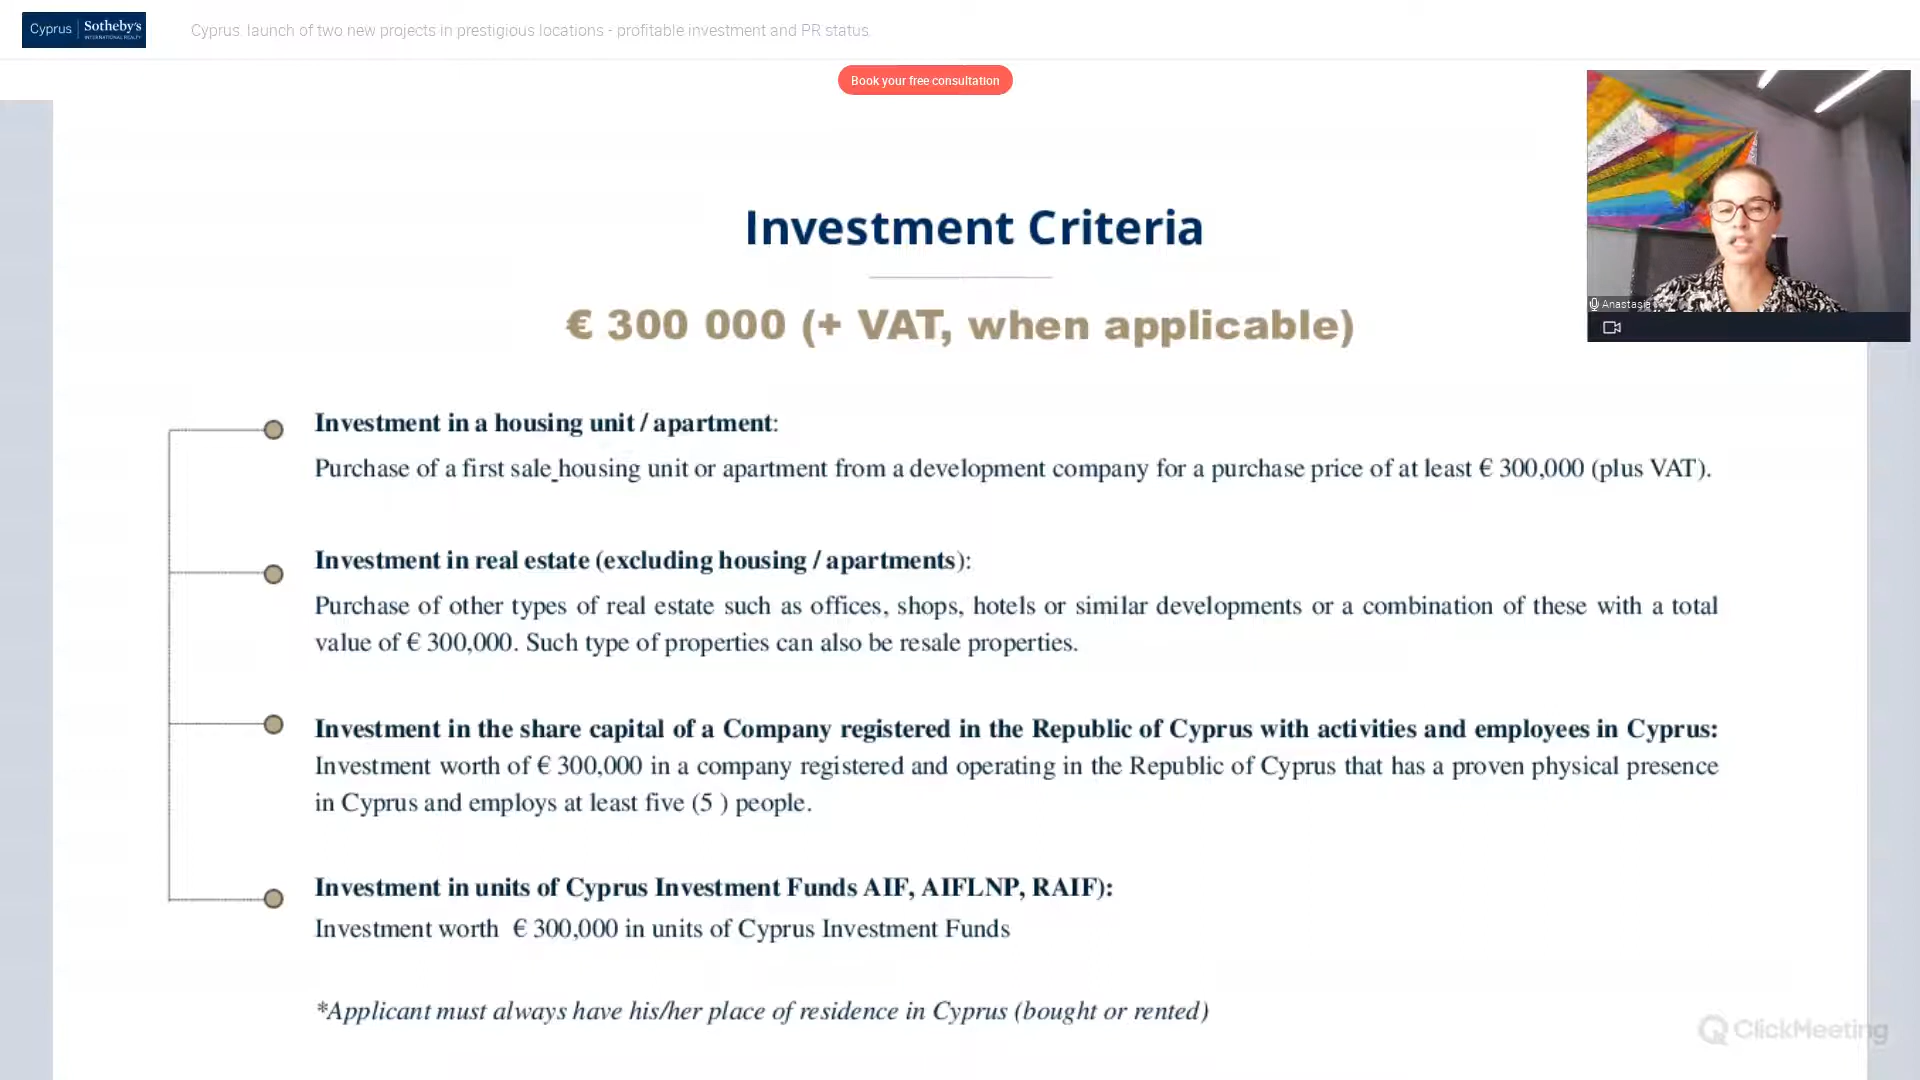 Cyprus | Sotheby's
INTERNATIONAL REALTY
Cyprus: launch of two new projects in prestigious locations - profitable investment and PR status.
Book your free consultation
Anastasia
Investment Criteria
€ 300 000 (+ VAT, when applicable)
Investment in a housing unit / apartment:
Purchase of a first sale housing unit or apartment from a development company for a purchase price of at least € 300,000 (plus VAT).
Investment in real estate (excluding housing / apartments):
Purchase of other types of real estate such as offices, shops, hotels or similar developments or a combination of these with a total
value of € 300,000. Such type of properties can also be resale properties.
Investment in the share capital of a Company registered in the Republic of Cyprus with activities and employees in Cyprus:
Investment worth of € 300,000 in a company registered and operating in the Republic of Cyprus that has a proven physical presence
in Cyprus and employs at least five (5 ) people.
Investment in units of Cyprus Investment Funds AIF, AIFLNP, RAIF):
Investment worth € 300,000 in units of Cyprus Investment Funds
*Applicant must always have his/her place of residence in Cyprus (bought or rented)
ClickMeeting